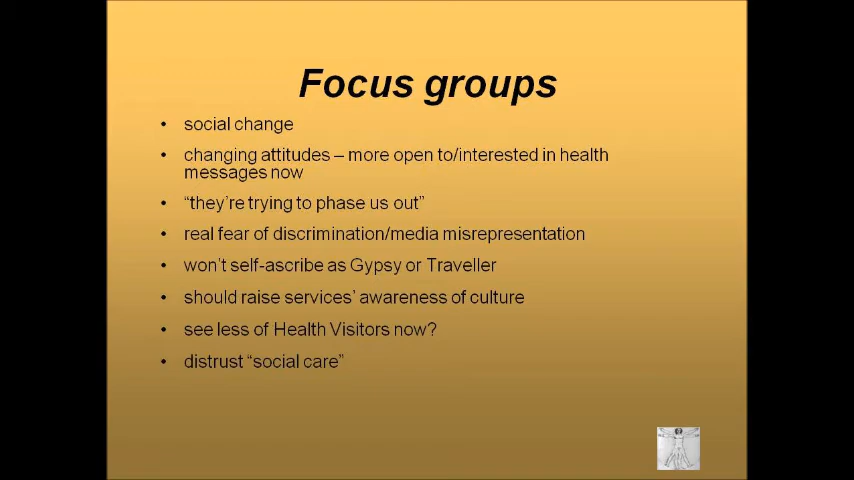 Focus groups
• social change
• changing attitudes – more open to/interested in health
messages now
• “they’re trying to phase us out”
• real fear of discrimination/media misrepresentation
• won’t self-ascribe as Gypsy or Traveller
• should raise services’ awareness of culture
• see less of Health Visitors now?
• distrust “social care”